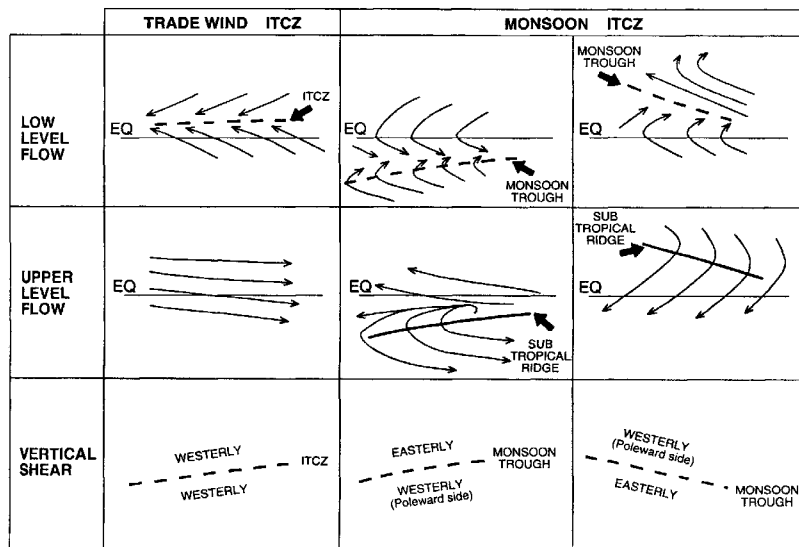 TRADE WIND ITCZ
MONSOON ITCZ
LOW
LEVEL
FLOW
ITCZ
EQ
EQ
MONSOON
TROUGH
MONSOON
TROUGH
EQ
UPPER
LEVEL
FLOW
EQ
EQ
SUB
TROPICAL
RIDGE
SUB
TROPICAL
RIDGE
EQ
VERTICAL
SHEAR
WESTERLY
ITCZ
WESTERLY
EASTERLY
MONSOON
TROUGH
WESTERLY
(Poleward side)
WESTERLY
(Poleward side)
EASTERLY
MONSOON
TROUGH